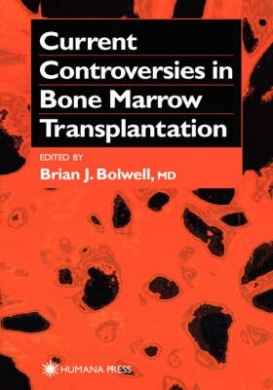 Current
Controversies in
Bone Marrow
Transplantation
EDITED BY
Brian J. Bolwell, MD
HUMANA PRESS